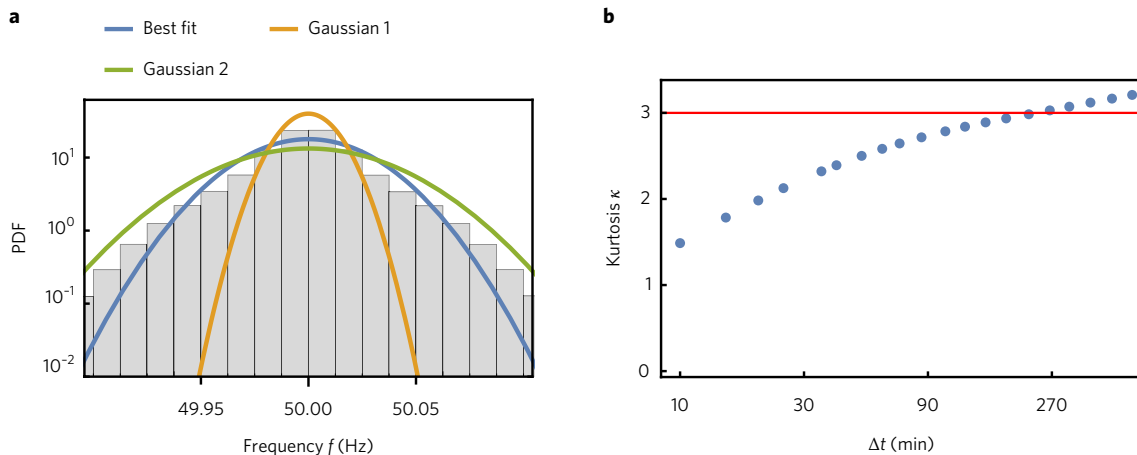 a
Best fit
Gaussian 1
Gaussian 2
PDF
10¹
10⁰
10⁻¹
10⁻²
49.95
50.00
50.05
Frequency f (Hz)
b
Kurtosis κ
3
2
1
0
10
30
90
270
Δt (min)